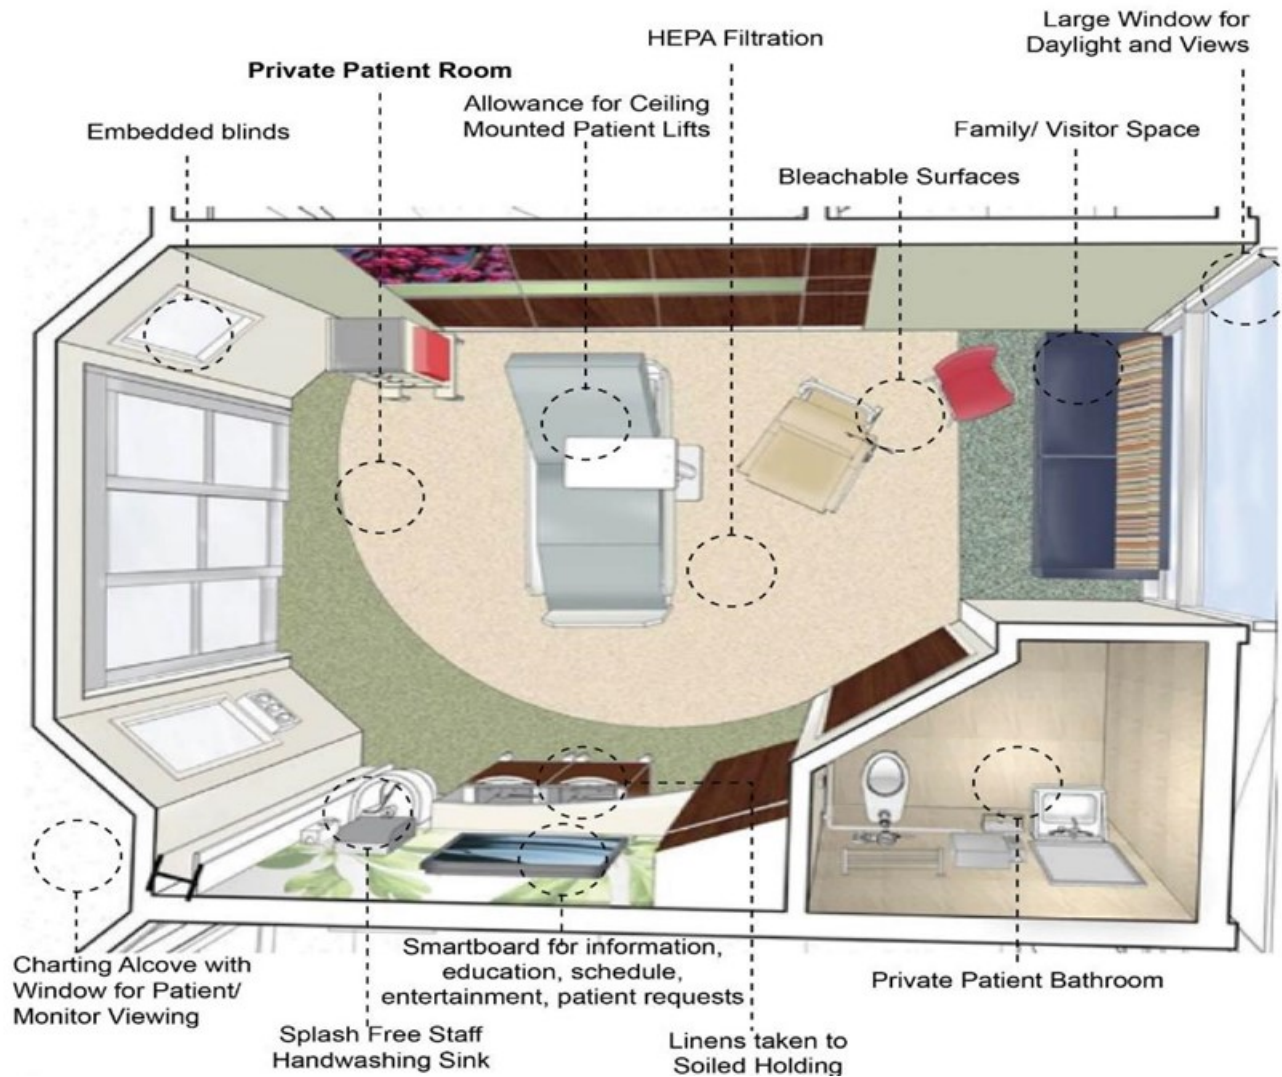 Large Window for
Daylight and Views
HEPA Filtration
Private Patient Room
Allowance for Ceiling
Mounted Patient Lifts
Embedded blinds
Family/ Visitor Space
Bleachable Surfaces
Charting Alcove with
Window for Patient/
Monitor Viewing
Smartboard for information,
education, schedule,
entertainment, patient requests
Private Patient Bathroom
Splash Free Staff
Handwashing Sink
Linens taken to
Soiled Holding